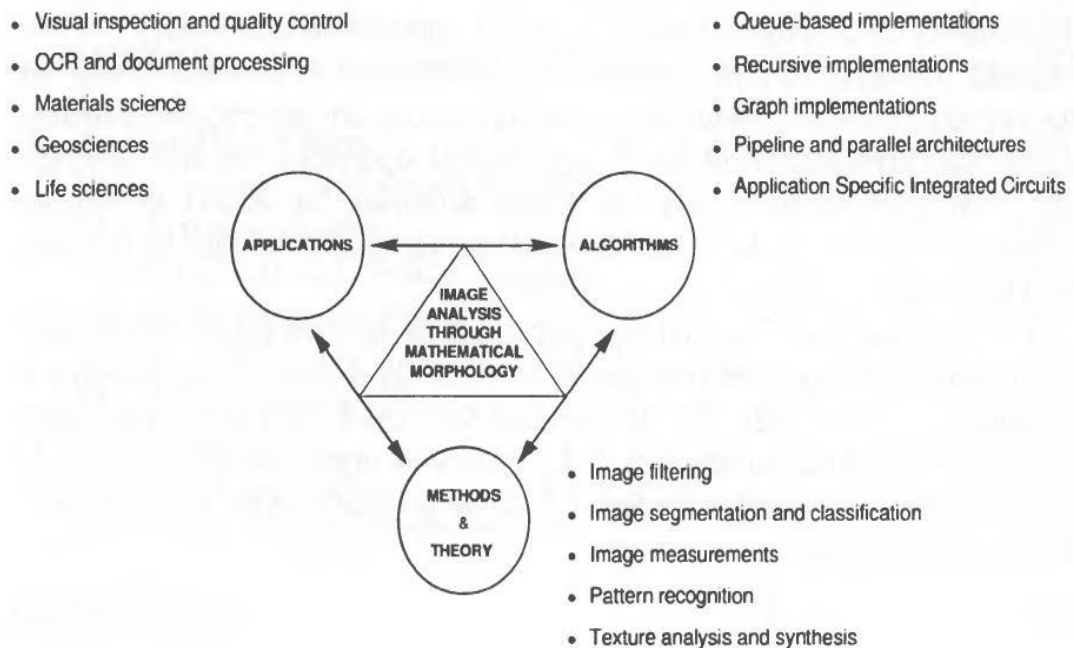 • Visual inspection and quality control
• OCR and document processing
• Materials science
• Geosciences
• Life sciences
• Queue-based implementations
• Recursive implementations
• Graph implementations
• Pipeline and parallel architectures
• Application Specific Integrated Circuits
APPLICATIONS
ALGORITHMS
IMAGE
ANALYSIS
THROUGH
MATHEMATICAL
MORPHOLOGY
METHODS
&
THEORY
• Image filtering
• Image segmentation and classification
• Image measurements
• Pattern recognition
• Texture analysis and synthesis